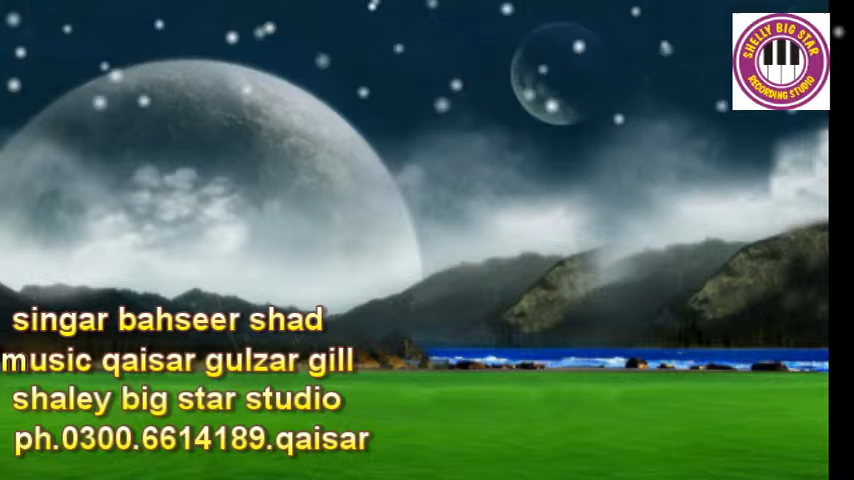 SHELLY BIG STAR
RECORDING STUDIO
singar bahseer shad
music qaisar gulzar gill
shaley big star studio
ph.0300.6614189.qaisar